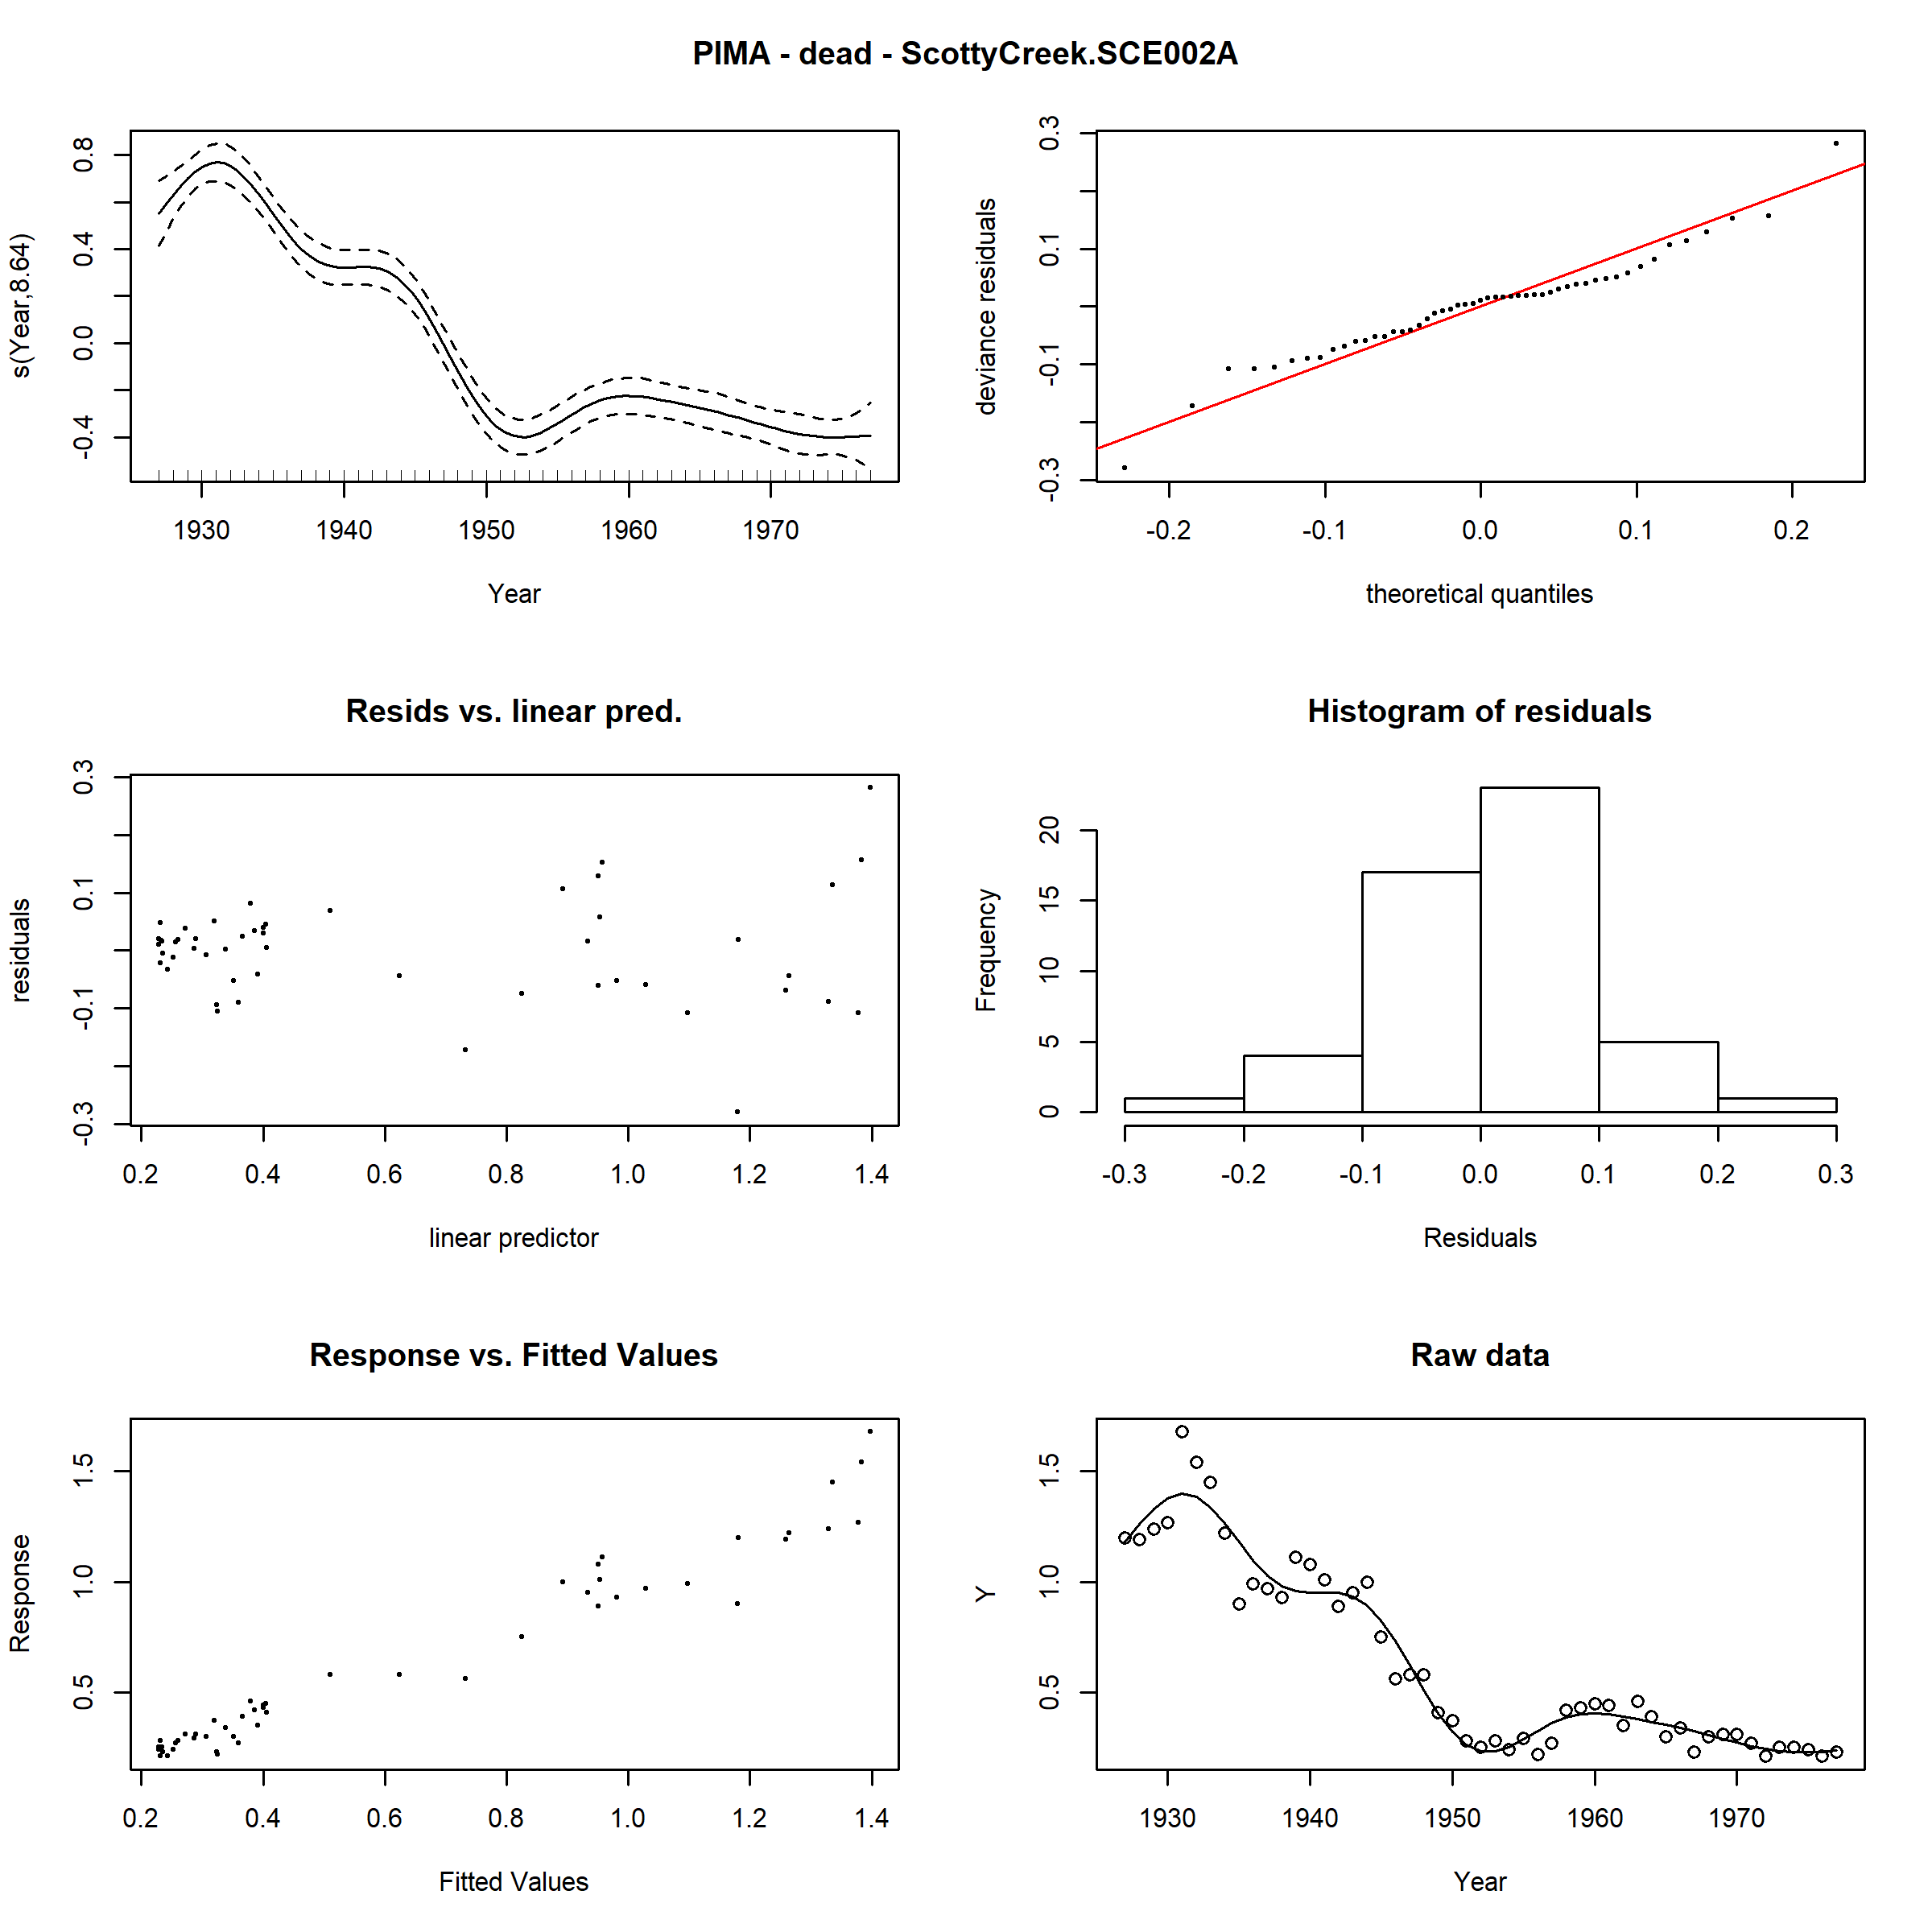 PIMA - dead - ScottyCreek.SCE002A
s(Year,8.64)
0.8
0.4
0.0
-0.4
1930 1940 1950 1960 1970
Year
deviance residuals
0.3
0.1
-0.1
-0.3
-0.2 -0.1 0.0 0.1 0.2
theoretical quantiles
Resids vs. linear pred.
residuals
0.3
0.1
-0.1
-0.3
0.2 0.4 0.6 0.8 1.0 1.2 1.4
linear predictor
Histogram of residuals
Frequency
20
15
10
5
0
-0.3 -0.2 -0.1 0.0 0.1 0.2 0.3
Residuals
Response vs. Fitted Values
Response
1.5
1.0
0.5
0.2 0.4 0.6 0.8 1.0 1.2 1.4
Fitted Values
Raw data
Y
1.5
1.0
0.5
1930 1940 1950 1960 1970
Year